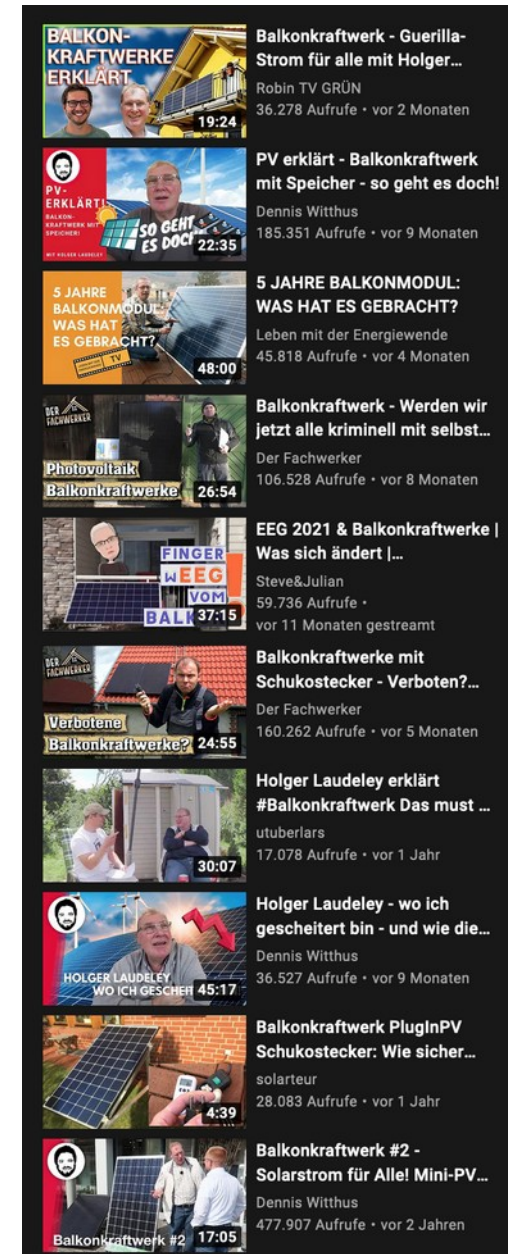 BALKON-
KRAFTWERKE
ERKLÄRT
19:24
Balkonkraftwerk - Guerilla-
Strom für alle mit Holger...
Robin TV GRÜN
36.278 Aufrufe • vor 2 Monaten
PV-
ERKLÄRT!
BALKON-
KRAFTWERK MIT
SPEICHER!
MIT HOLGER LAUDELEY
SO GEHT
ES DOCH!
22:35
PV erklärt - Balkonkraftwerk
mit Speicher - so geht es doch!
Dennis Witthus
185.351 Aufrufe • vor 9 Monaten
5 JAHRE
BALKONMODUL:
WAS HAT
ES GEBRACHT?
TV
48:00
5 JAHRE BALKONMODUL:
WAS HAT ES GEBRACHT?
Leben mit der Energiewende
45.818 Aufrufe • vor 4 Monaten
DER
FACHWERKER
Photovoltaik
Balkonkraftwerke
26:54
Balkonkraftwerk - Werden wir
jetzt alle kriminell mit selbst...
Der Fachwerker
106.528 Aufrufe • vor 8 Monaten
FINGER
wEEG
VOM
BALK
37:15
EEG 2021 & Balkonkraftwerke |
Was sich ändert |...
Steve&Julian
59.736 Aufrufe •
vor 11 Monaten gestreamt
DER
FACHWERKER
Verbotene
Balkonkraftwerke?
24:55
Balkonkraftwerke mit
Schukostecker - Verboten?...
Der Fachwerker
160.262 Aufrufe • vor 5 Monaten
30:07
Holger Laudeley erklärt
#Balkonkraftwerk Das must ...
utuberlars
17.078 Aufrufe • vor 1 Jahr
HOLGER LAUDELEY
WO ICH GESCHEIT
45:17
Holger Laudeley - wo ich
gescheitert bin - und wie die...
Dennis Witthus
36.527 Aufrufe • vor 9 Monaten
4:39
Balkonkraftwerk PlugInPV
Schukostecker: Wie sicher...
solarteur
28.083 Aufrufe • vor 1 Jahr
Balkonkraftwerk #2
17:05
Balkonkraftwerk #2 -
Solarstrom für Alle! Mini-PV...
Dennis Witthus
477.907 Aufrufe • vor 2 Jahren